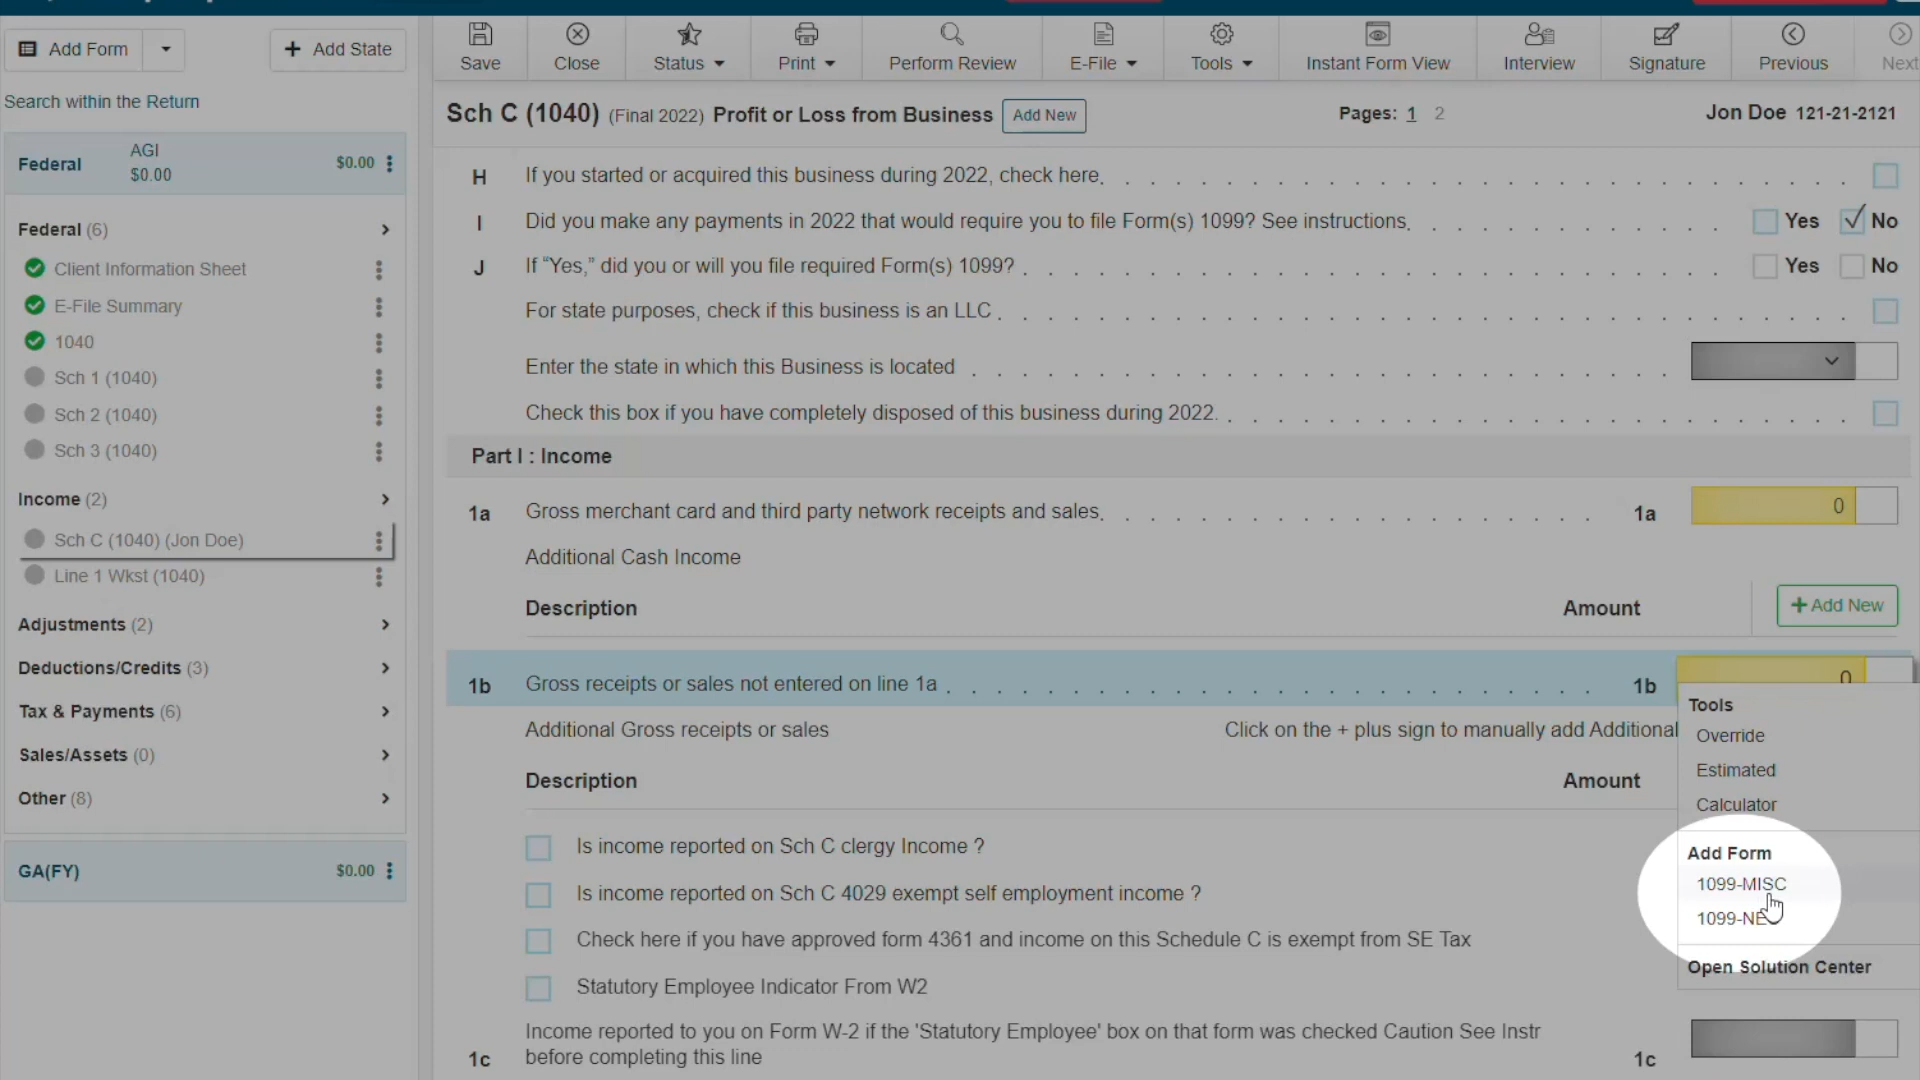 Add Form
Add State
Save
Close
Status
Print
Perform Review
E-File
Tools
Instant Form View
Interview
Signature
Previous
Next
Search within the Return
Federal
AGI
$0.00
$0.00
Federal (6)
Client Information Sheet
E-File Summary
1040
Sch 1 (1040)
Sch 2 (1040)
Sch 3 (1040)
Income (2)
Sch C (1040) (Jon Doe)
Line 1 Wkst (1040)
Adjustments (2)
Deductions/Credits (3)
Tax & Payments (6)
Sales/Assets (0)
Other (8)
GA(FY) $0.00
Sch C (1040) (Final 2022) Profit or Loss from Business Add New Pages: 1 2 Jon Doe 121-21-2121
H If you started or acquired this business during 2022, check here.
I Did you make any payments in 2022 that would require you to file Form(s) 1099? See instructions. Yes No
J If “Yes,” did you or will you file required Form(s) 1099? Yes No
For state purposes, check if this business is an LLC
Enter the state in which this Business is located
Check this box if you have completely disposed of this business during 2022.
Part I : Income
1a Gross merchant card and third party network receipts and sales. 1a 0
Additional Cash Income
Description Amount + Add New
1b Gross receipts or sales not entered on line 1a 1b 0
Additional Gross receipts or sales Click on the + plus sign to manually add Additional
Description Amount
Is income reported on Sch C clergy Income ?
Is income reported on Sch C 4029 exempt self employment income ?
Check here if you have approved form 4361 and income on this Schedule C is exempt from SE Tax
Statutory Employee Indicator From W2
Income reported to you on Form W-2 if the 'Statutory Employee' box on that form was checked Caution See Instr
1c before completing this line 1c
Tools
Override
Estimated
Calculator
Add Form
1099-MISC
1099-NE
Open Solution Center